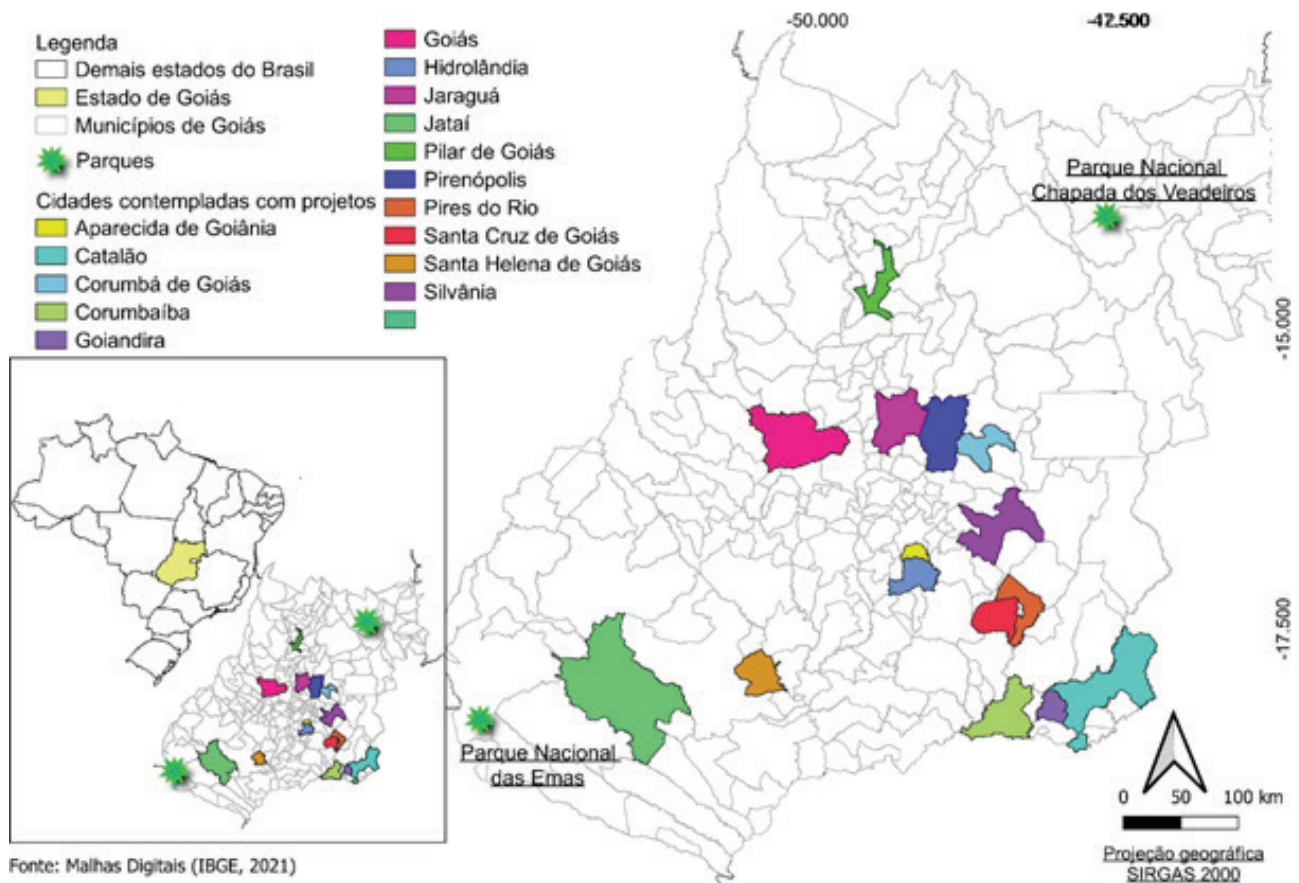 Legenda
Demais estados do Brasil
Estado de Goiás
Municípios de Goiás
Parques
Cidades contempladas com projetos
Aparecida de Goiânia
Catalão
Corumbá de Goiás
Corumbaíba
Goiandira
Goiás
Hidrolândia
Jaraguá
Jataí
Pilar de Goiás
Pirenópolis
Pires do Rio
Santa Cruz de Goiás
Santa Helena de Goiás
Silvânia
-50.000
Parque Nacional
Chapada dos Veadeiros
-15.000
-17.500
Parque Nacional
das Emas
0 50 100 km
Projeção geográfica
SIRGAS 2000
Fonte: Malhas Digitais (IBGE, 2021)